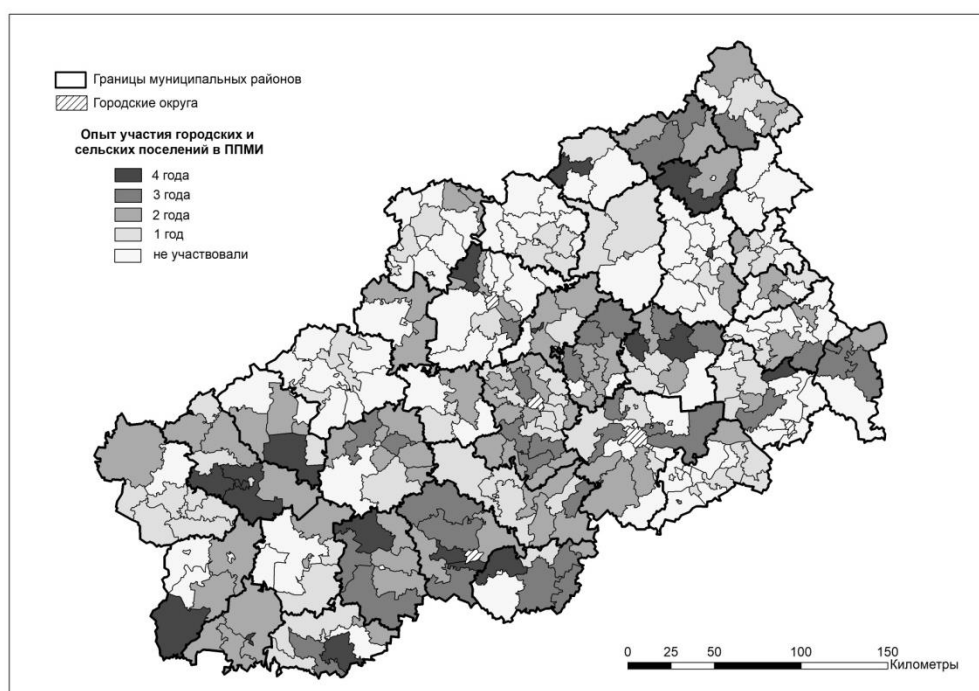 Границы муниципальных районов
Городские округа
Опыт участия городских и
сельских поселений в ППМИ
4 года
3 года
2 года
1 год
не участвовали
0 25 50 100 150
Километры